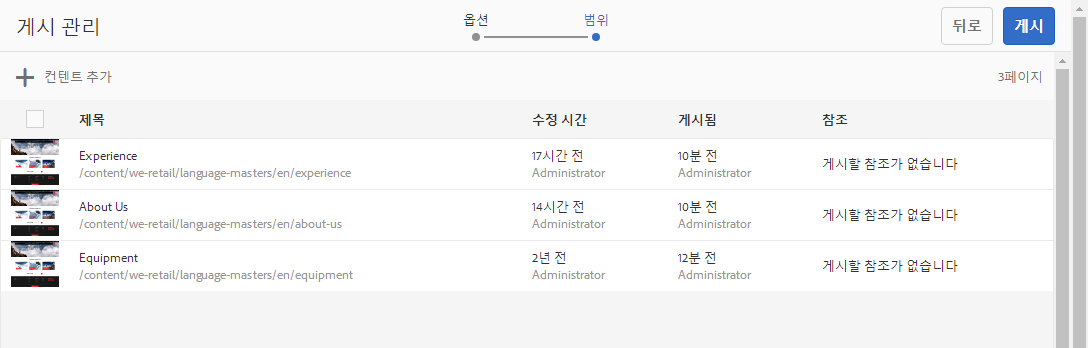 게시 관리
옵션
범위
뒤로
게시
컨텐트 추가
3페이지
제목 수정 시간 게시됨 참조
Experience 17시간 전 10분 전 게시할 참조가 없습니다
/content/we-retail/language-masters/en/experience Administrator Administrator
About Us 14시간 전 10분 전 게시할 참조가 없습니다
/content/we-retail/language-masters/en/about-us Administrator Administrator
Equipment 2년 전 12분 전 게시할 참조가 없습니다
/content/we-retail/language-masters/en/equipment Administrator Administrator